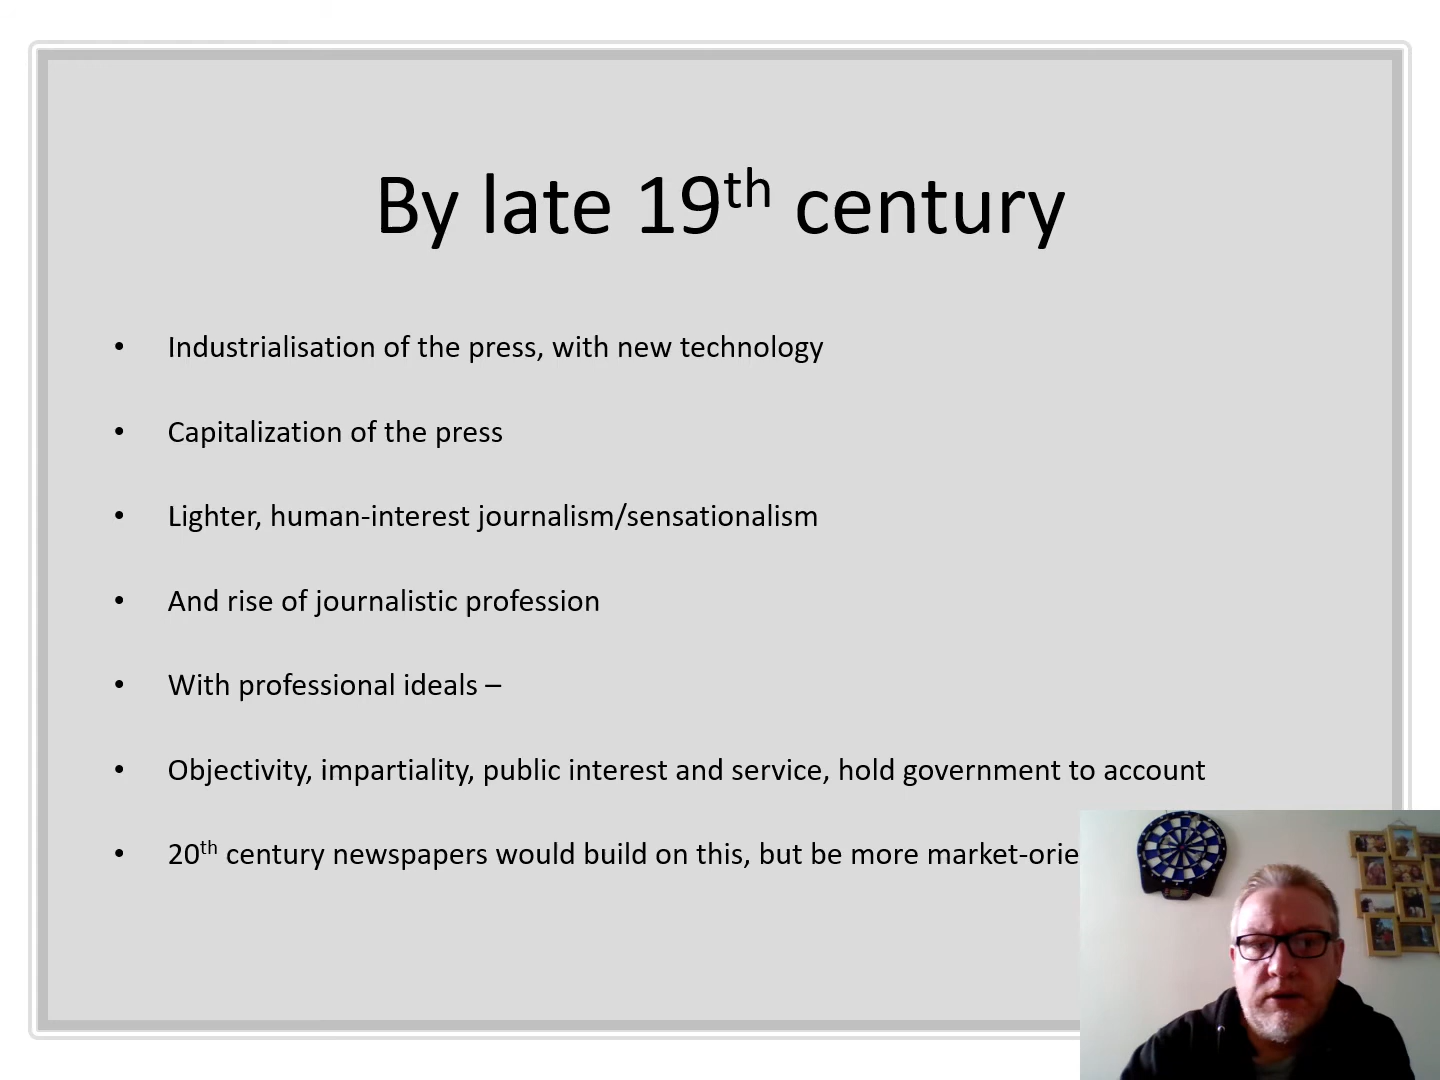 By late 19th century
• Industrialisation of the press, with new technology
• Capitalization of the press
• Lighter, human-interest journalism/sensationalism
• And rise of journalistic profession
• With professional ideals –
• Objectivity, impartiality, public interest and service, hold government to account
• 20th century newspapers would build on this, but be more